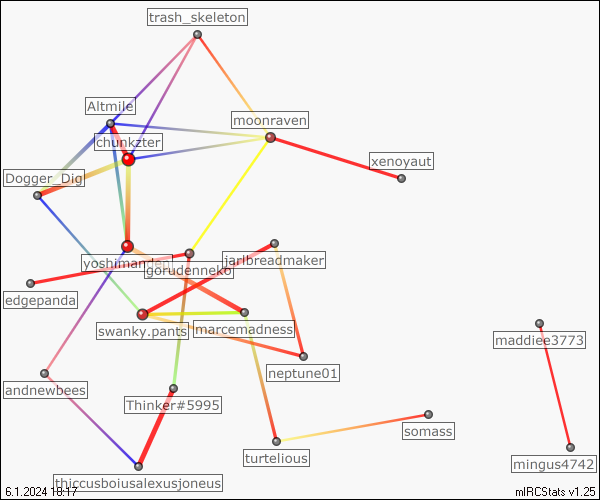 trash_skeleton
Altmile
moonraven
chunkzter
xenoyaut
Dogger_Dig
gorudenneko
jarlbreadmaker
edgepanda
swanky.pants
marcemadness
maddiee3773
neptune01
andnewbees
Thinker#5995
somass
turtelious
mingus4742
thiccusboiusalexusjoneus
6.1.2024 18:17
mIRCStats v1.25